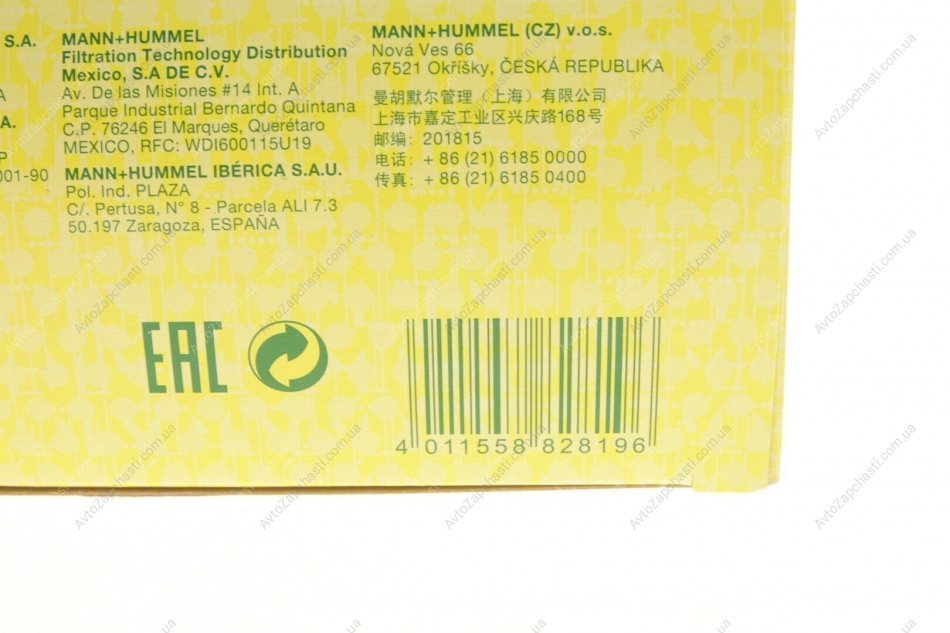 S.A.
A
A.
P
001-90
MANN+HUMMEL
Filtration Technology Distribution
Mexico, S.A DE C.V.
Av. De las Misiones #14 Int. A
Parque Industrial Bernardo Quintana
C.P. 76246 El Marques, Querétaro
MEXICO, RFC: WDI600115U19
MANN+HUMMEL IBÉRICA S.A.U.
Pol. Ind. PLAZA
C/. Pertusa, N° 8 - Parcela ALI 7.3
50.197 Zaragoza, ESPAÑA
MANN+HUMMEL (CZ) v.o.s.
Nová Ves 66
67521 Okříšky, ČESKÁ REPUBLIKA
曼胡默尔管理（上海）有限公司
上海市嘉定工业区兴庆路168号
邮编：201815
电话：+ 86 (21) 6185 0000
传真：+ 86 (21) 6185 0400
EAC
4 011558 828196
AvtoZapchasti.com.ua